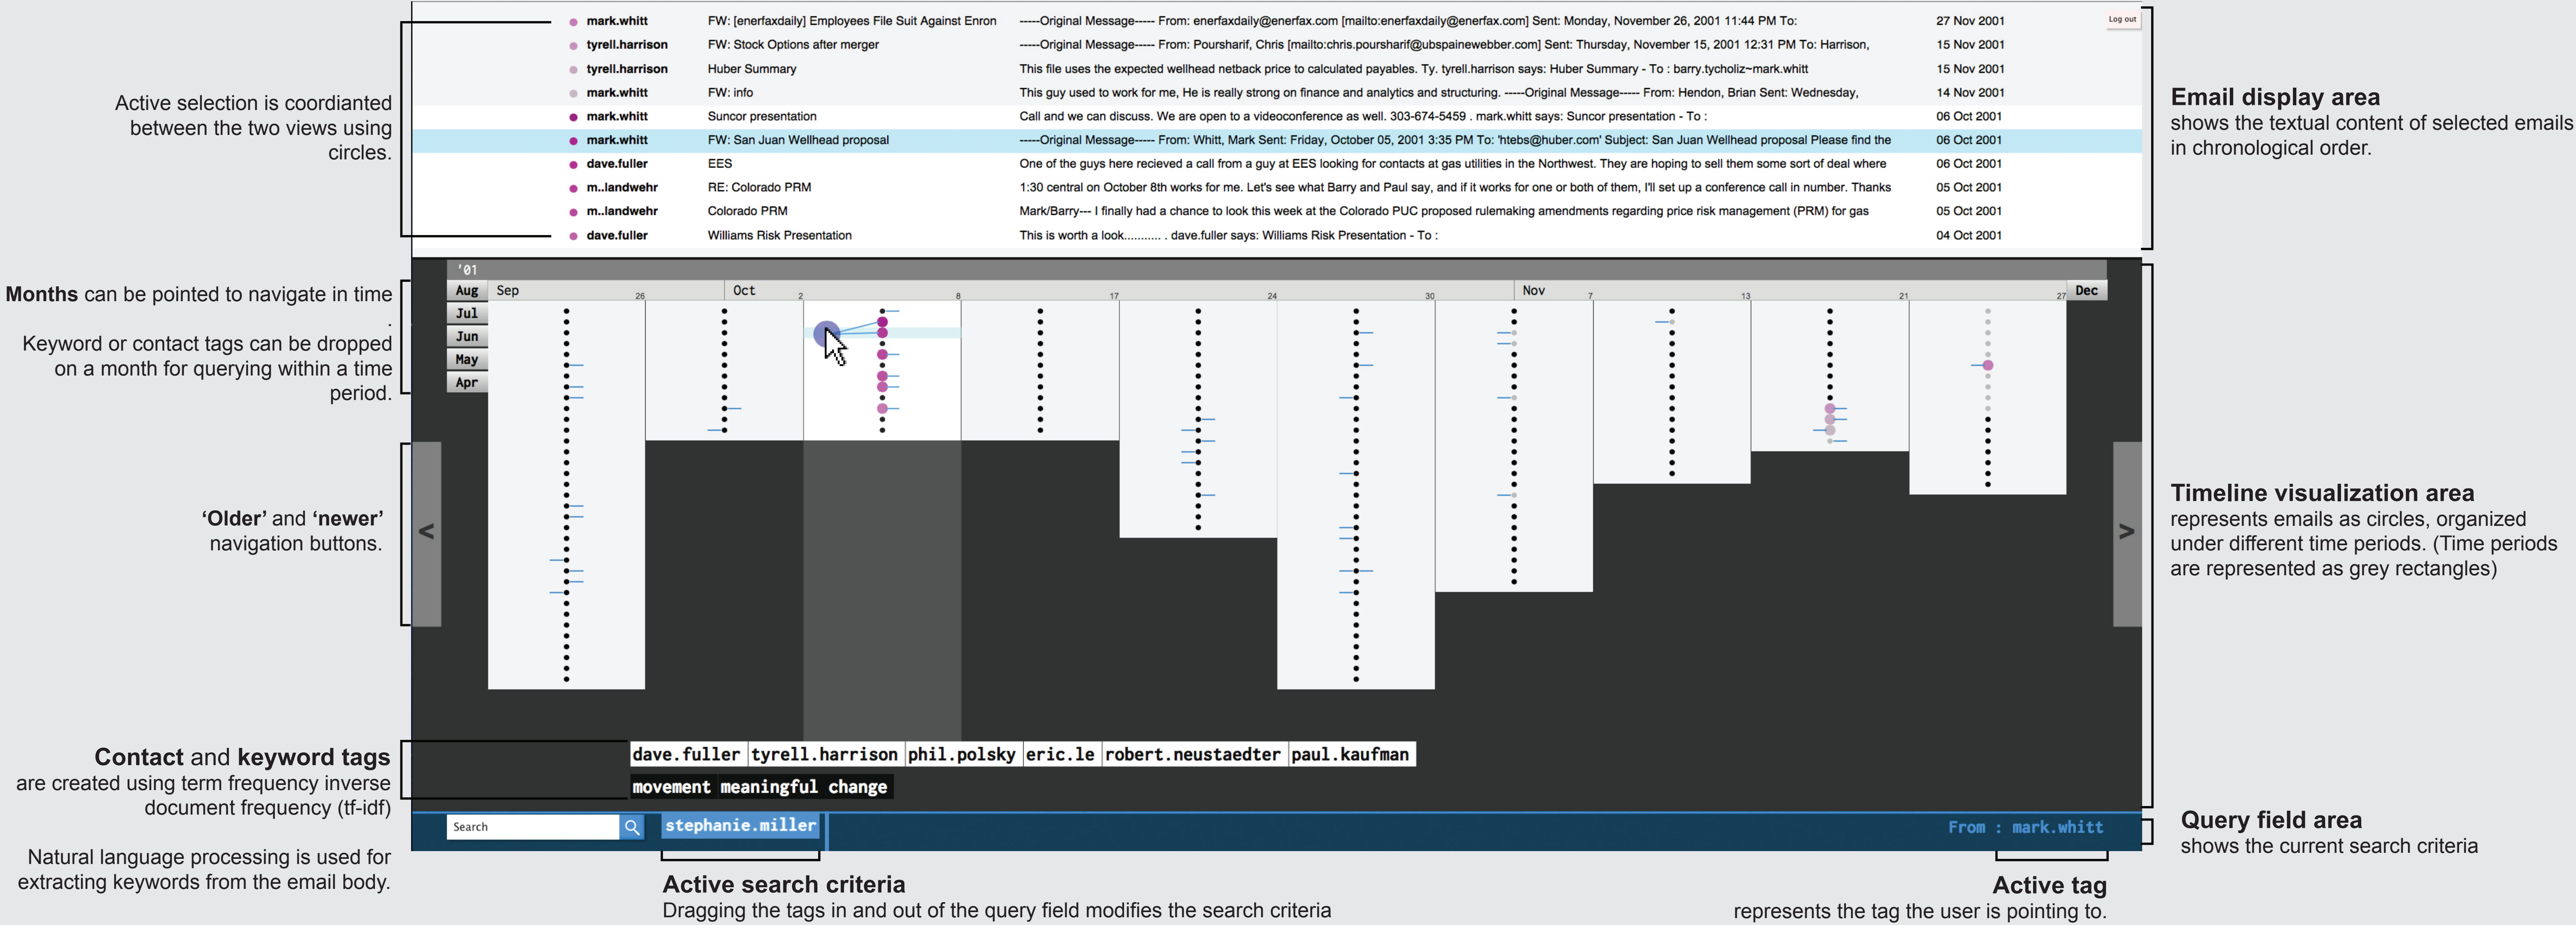 mark.whitt FW: [enerfaxdaily] Employees File Suit Against Enron -----Original Message----- From: enerfaxdaily@enerfax.com [mailto:enerfaxdaily@enerfax.com] Sent: Monday, November 26, 2001 11:44 PM To: 27 Nov 2001 Log out
tyrell.harrison FW: Stock Options after merger -----Original Message----- From: Poursharif, Chris [mailto:chris.poursharif@ubspainewebber.com] Sent: Thursday, November 15, 2001 12:31 PM To: Harrison, 15 Nov 2001
tyrell.harrison Huber Summary This file uses the expected wellhead netback price to calculated payables. Ty. tyrell.harrison says: Huber Summary - To : barry.tycholiz~mark.whitt 15 Nov 2001
mark.whitt FW: info This guy used to work for me, He is really strong on finance and analytics and structuring. -----Original Message----- From: Hendon, Brian Sent: Wednesday, 14 Nov 2001
mark.whitt Suncor presentation Call and we can discuss. We are open to a videoconference as well. 303-674-5459 . mark.whitt says: Suncor presentation - To : 06 Oct 2001
mark.whitt FW: San Juan Wellhead proposal -----Original Message----- From: Whitt, Mark Sent: Friday, October 05, 2001 3:35 PM To: 'htebs@huber.com' Subject: San Juan Wellhead proposal Please find the 06 Oct 2001
dave.fuller EES One of the guys here recieved a call from a guy at EES looking for contacts at gas utilities in the Northwest. They are hoping to sell them some sort of deal where 06 Oct 2001
m..landwehr RE: Colorado PRM 1:30 central on October 8th works for me. Let's see what Barry and Paul say, and if it works for one or both of them, I'll set up a conference call in number. Thanks 05 Oct 2001
m..landwehr Colorado PRM Mark/Barry--- I finally had a chance to look this week at the Colorado PUC proposed rulemaking amendments regarding price risk management (PRM) for gas 05 Oct 2001
dave.fuller Williams Risk Presentation This is worth a look........... . dave.fuller says: Williams Risk Presentation - To : 04 Oct 2001
Active selection is coordianted
between the two views using
circles.
Email display area
shows the textual content of selected emails
in chronological order.
'01
Aug Sep 26 Oct 2 8 17 24 30 Nov 7 13 21 27 Dec
Jul
Jun
May
Apr
Months can be pointed to navigate in time
.
Keyword or contact tags can be dropped
on a month for querying within a time
period.
‘Older’ and ‘newer’
navigation buttons.
<
>
Timeline visualization area
represents emails as circles, organized
under different time periods. (Time periods
are represented as grey rectangles)
Contact and keyword tags
are created using term frequency inverse
document frequency (tf-idf)
Natural language processing is used for
extracting keywords from the email body.
dave.fuller tyrell.harrison phil.polsky eric.le robert.neustaedter paul.kaufman
movement meaningful change
Search stephanie.miller From : mark.whitt
Query field area
shows the current search criteria
Active search criteria
Dragging the tags in and out of the query field modifies the search criteria
Active tag
represents the tag the user is pointing to.